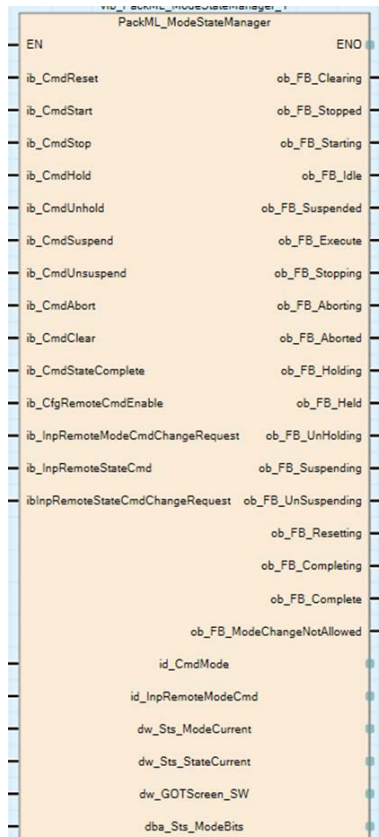 PackML_ModeStateManager
EN ENO
ib_CmdReset ob_FB_Clearing
ib_CmdStart ob_FB_Stopped
ib_CmdStop ob_FB_Starting
ib_CmdHold ob_FB_Idle
ib_CmdUnhold ob_FB_Suspended
ib_CmdSuspend ob_FB_Execute
ib_CmdUnsuspend ob_FB_Stopping
ib_CmdAbort ob_FB_Aborting
ib_CmdClear ob_FB_Aborted
ib_CmdStateComplete ob_FB_Holding
ib_CfgRemoteCmdEnable ob_FB_Held
ib_InpRemoteModeCmdChangeRequest ob_FB_UnHolding
ib_InpRemoteStateCmd ob_FB_Suspending
ibInpRemoteStateCmdChangeRequest ob_FB_UnSuspending
ob_FB_Resetting
ob_FB_Completing
ob_FB_Complete
ob_FB_ModeChangeNotAllowed
id_CmdMode
id_InpRemoteModeCmd
dw_Sts_ModeCurrent
dw_Sts_StateCurrent
dw_GOTScreen_SW
dba_Sts_ModeBits